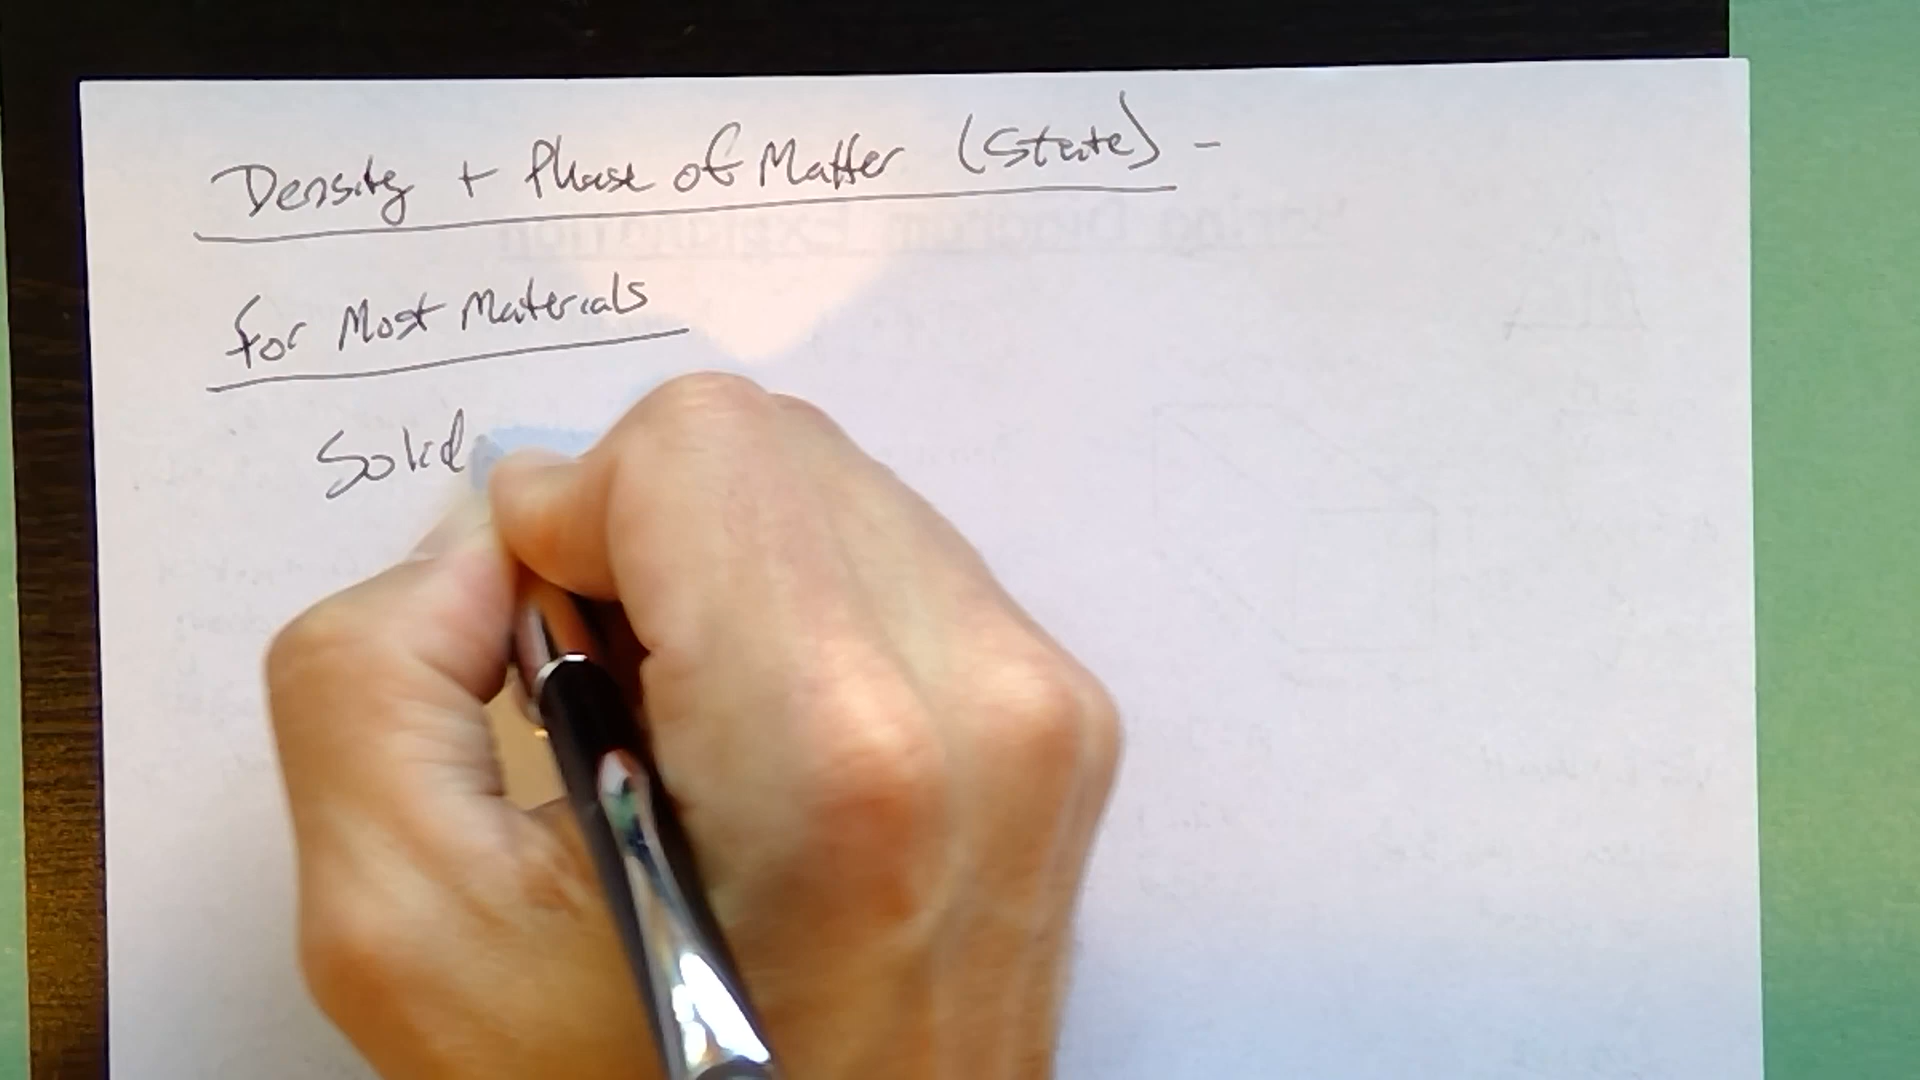 Density + Phase of Matter (State) -
for Most Materials
Solid